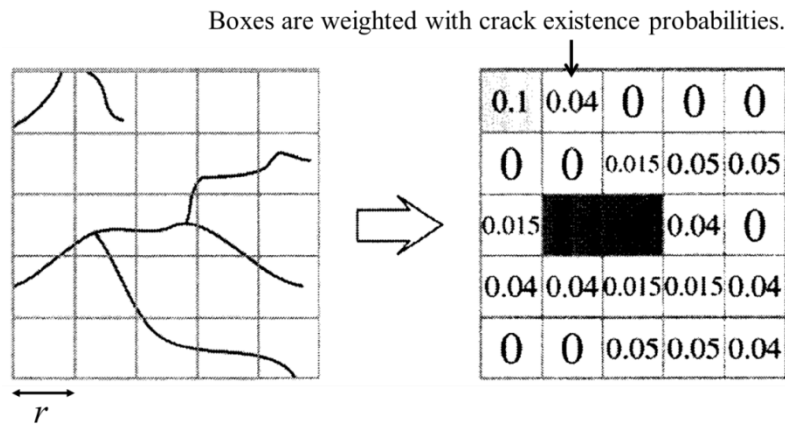 Boxes are weighted with crack existence probabilities.
0.1 0.04 0 0 0
0 0 0.015 0.05 0.05
0.015 0.04 0
0.04 0.04 0.015 0.015 0.04
0 0 0.05 0.05 0.04
r